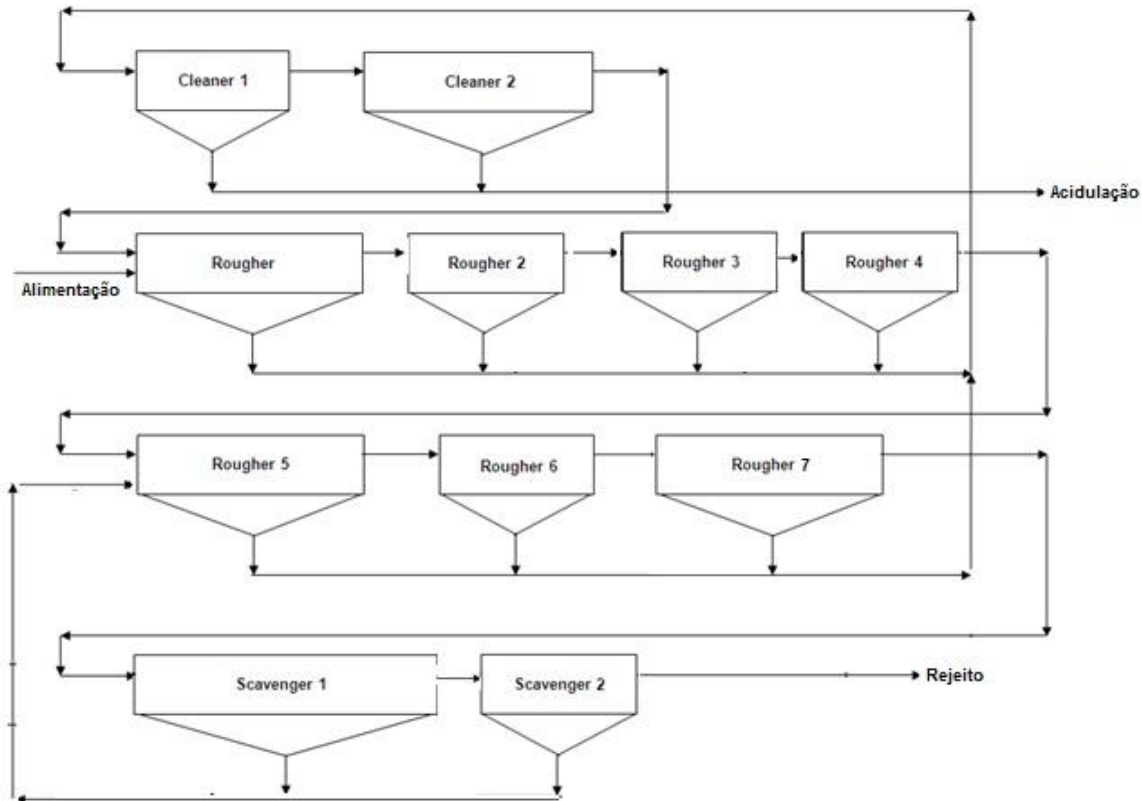 Cleaner 1
Cleaner 2
Acidulação
Rougher
Rougher 2
Rougher 3
Rougher 4
Alimentação
Rougher 5
Rougher 6
Rougher 7
Scavenger 1
Scavenger 2
Rejeito